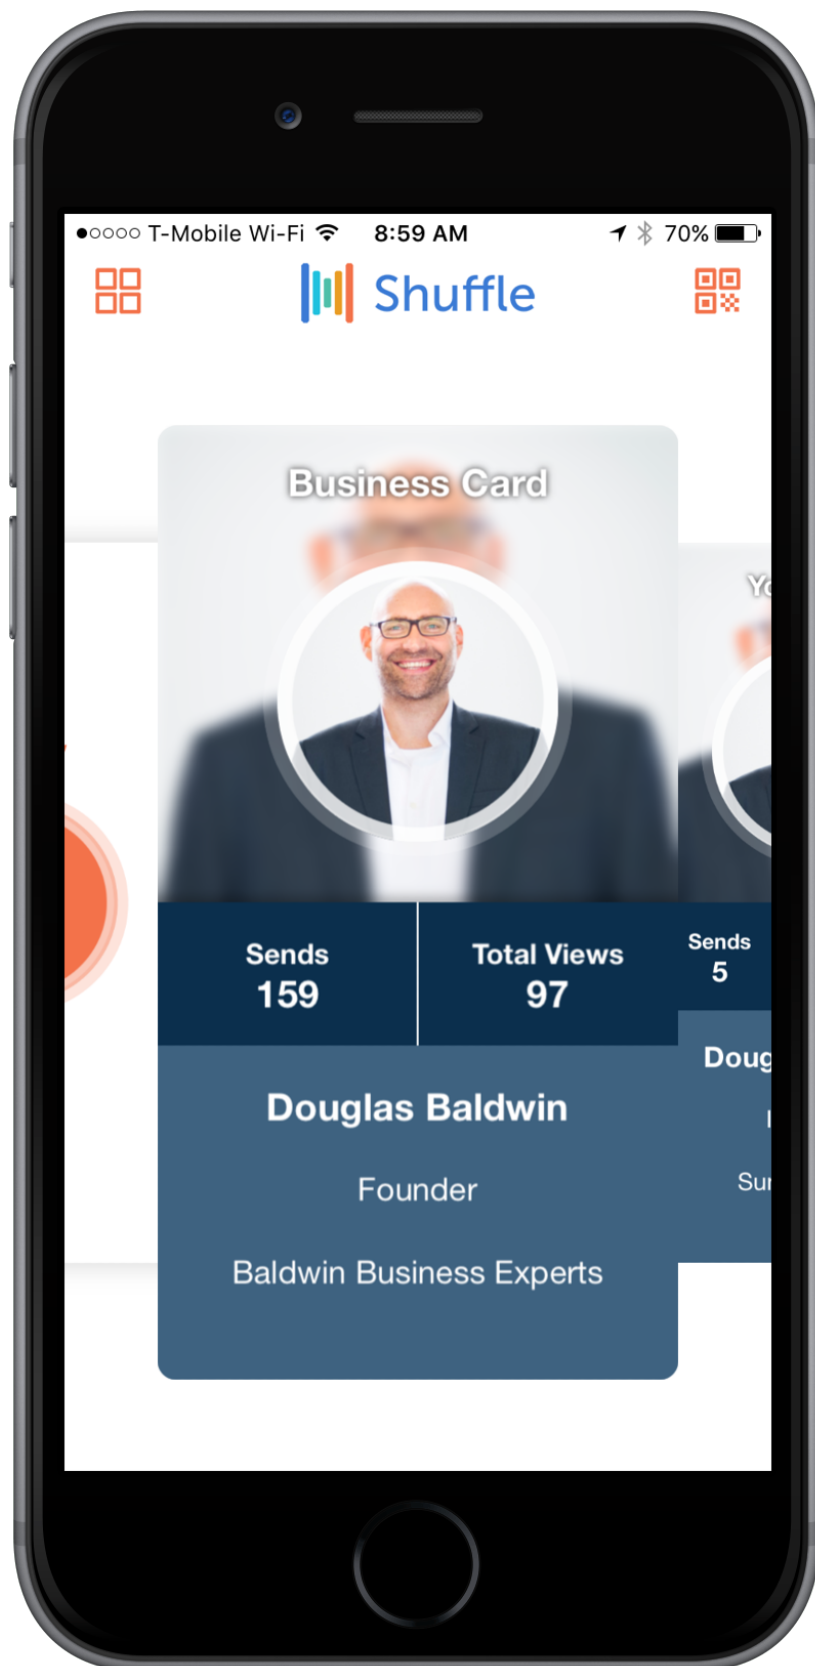 T-Mobile Wi-Fi 8:59 AM 70%
Shuffle
Business Card
Sends
159
Total Views
97
Douglas Baldwin
Founder
Baldwin Business Experts
Sends
5